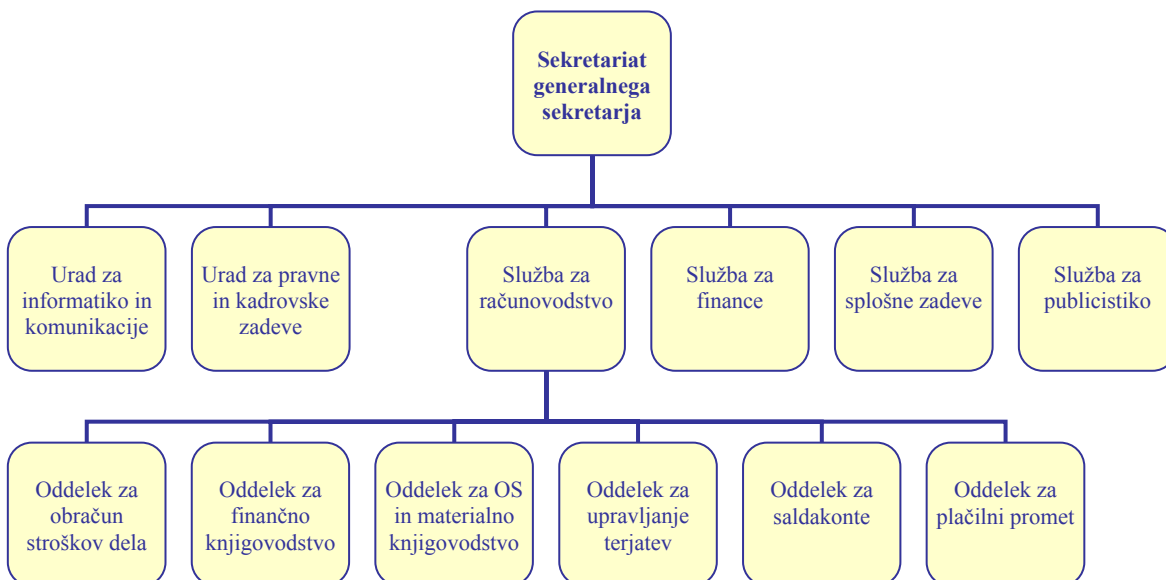 Sekretariat
generalnega
sekretarja
Urad za
informatiko in
komunikacije
Urad za pravne
in kadrovske
zadeve
Služba za
računovodstvo
Služba za
finance
Služba za
splošne zadeve
Služba za
publicistiko
Oddelek za
obračun
stroškov dela
Oddelek za
finančno
knjigovodstvo
Oddelek za OS
in materialno
knjigovodstvo
Oddelek za
upravljanje
terjatev
Oddelek za
saldakonte
Oddelek za
plačilni promet